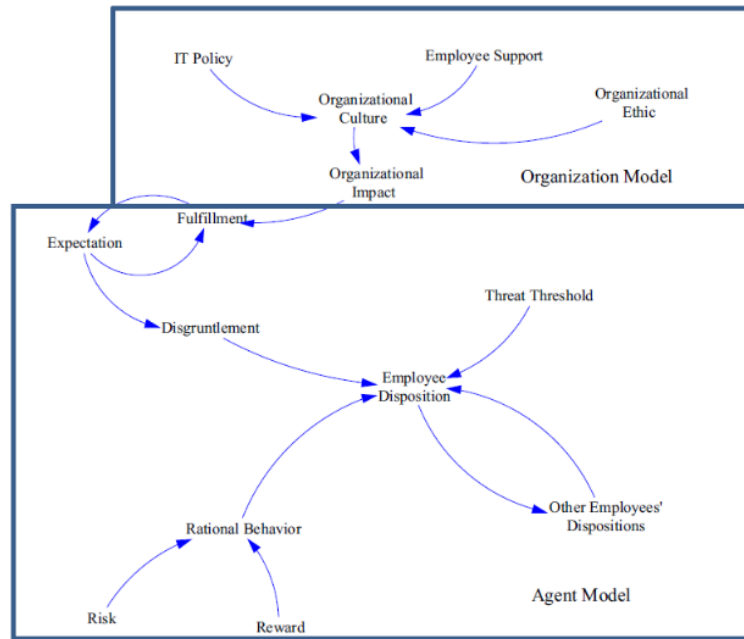 IT Policy
Employee Support
Organizational
Culture
Organizational
Ethic
Organizational
Impact
Organization Model
Fulfillment
Expectation
Threat Threshold
Disgruntlement
Employee
Disposition
Other Employees'
Dispositions
Rational Behavior
Agent Model
Risk
Reward